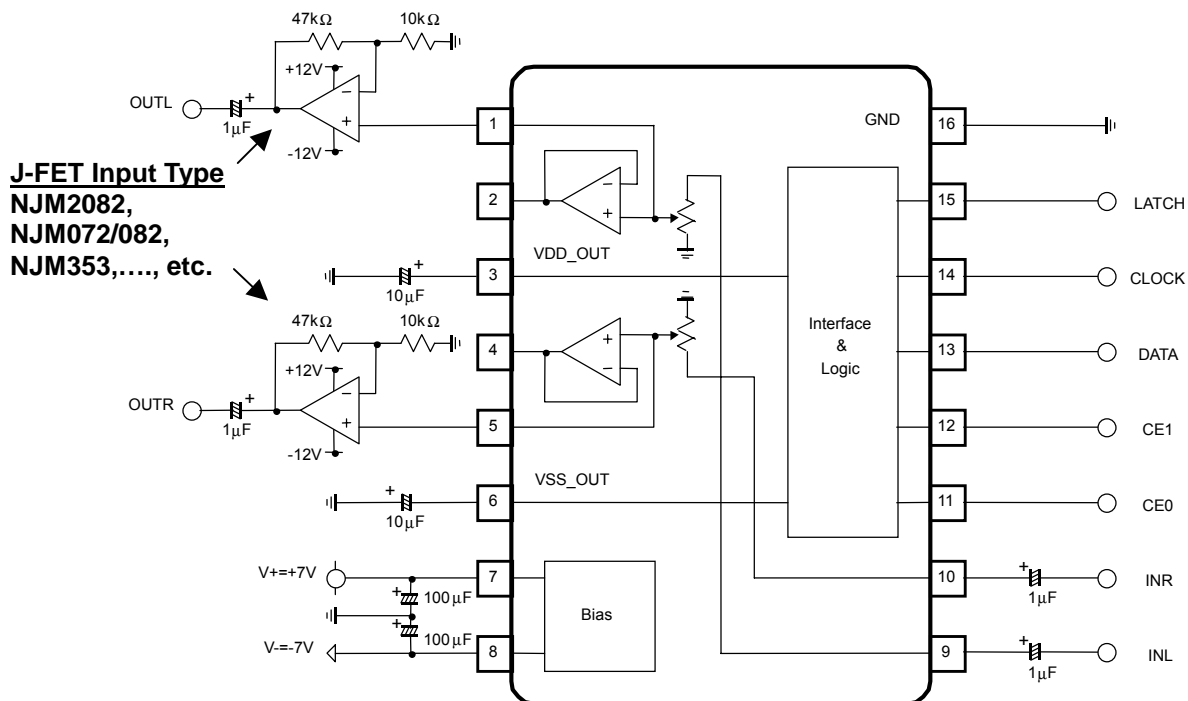 47kΩ
10kΩ
+12V
OUTL
+
−
+
1μF
-12V
J-FET Input Type
NJM2082,
NJM072/082,
NJM353,...., etc.
+
10μF
47kΩ
10kΩ
+12V
OUTR
+
−
+
1μF
-12V
+
10μF
V+=+7V
+
100μF
+
100μF
V-=-7V
1
2
3
4
5
6
7
8
−
+
VDD_OUT
+
−
VSS_OUT
Bias
GND
Interface
&
Logic
16
15
LATCH
14
CLOCK
13
DATA
12
CE1
11
CE0
10
+
1μF
INR
9
+
1μF
INL